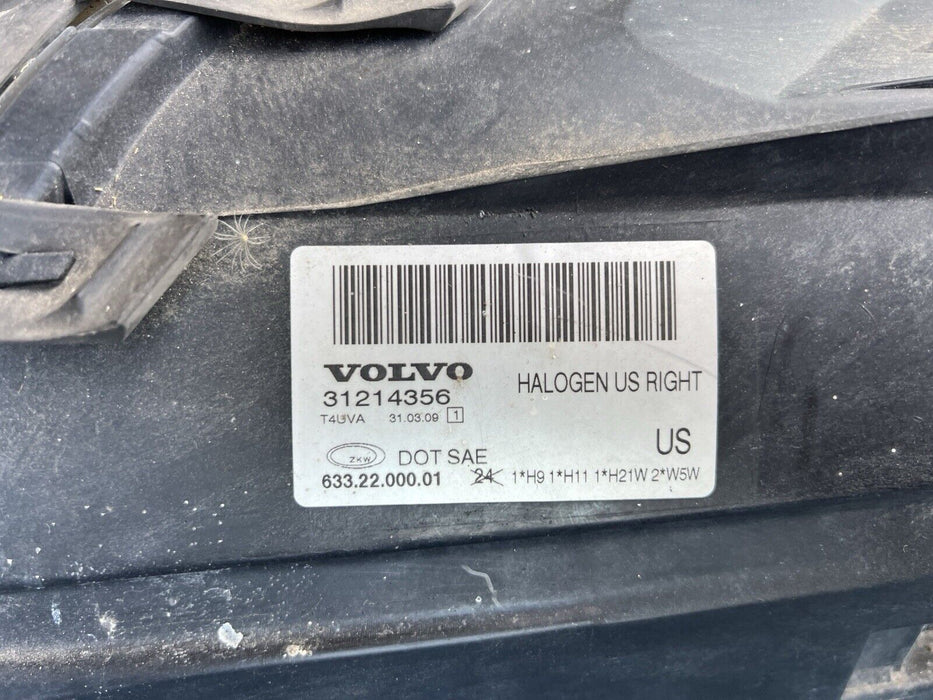 VOLVO
HALOGEN US RIGHT
31214356
T4UVA 31.03.09 1
US
ZKW DOT SAE
633.22.000.01 24 1*H9 1*H11 1*H21W 2*W5W